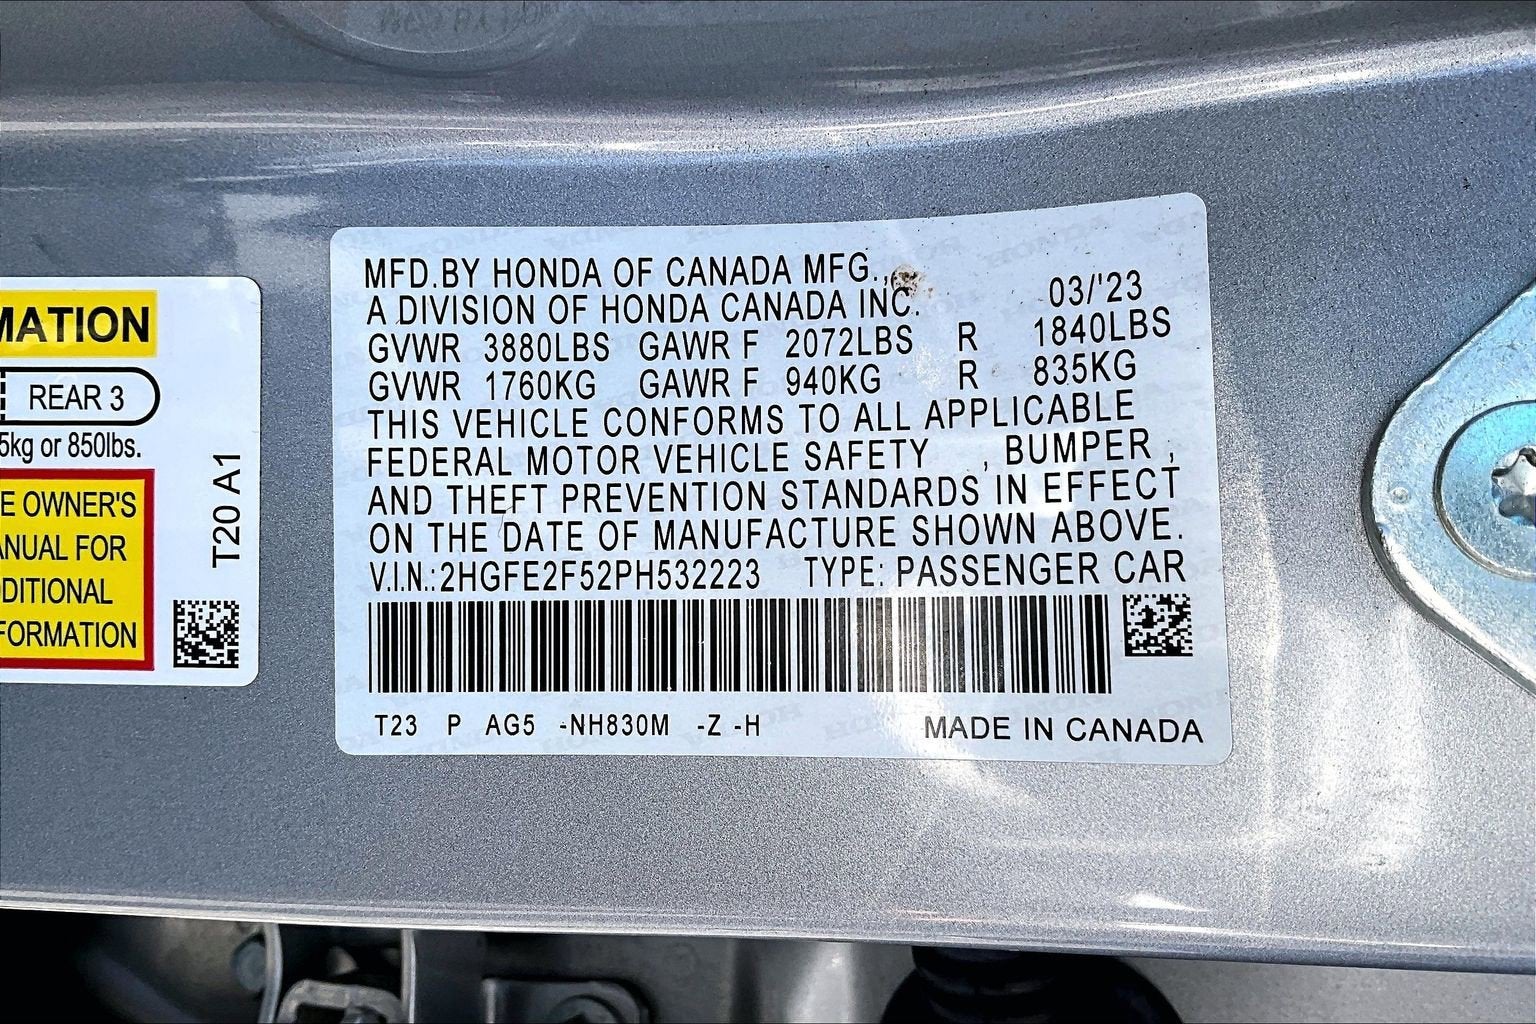 MATION
REAR 3
5kg or 850lbs.
E OWNER'S
ANUAL FOR
DITIONAL
FORMATION
T20 A1
MFD.BY HONDA OF CANADA MFG.,
A DIVISION OF HONDA CANADA INC. 03/'23
GVWR 3880LBS GAWR F 2072LBS R 1840LBS
GVWR 1760KG GAWR F 940KG R 835KG
THIS VEHICLE CONFORMS TO ALL APPLICABLE
FEDERAL MOTOR VEHICLE SAFETY , BUMPER ,
AND THEFT PREVENTION STANDARDS IN EFFECT
ON THE DATE OF MANUFACTURE SHOWN ABOVE.
V.I.N.:2HGFE2F52PH532223 TYPE: PASSENGER CAR
T23 P AG5 -NH830M -Z -H MADE IN CANADA